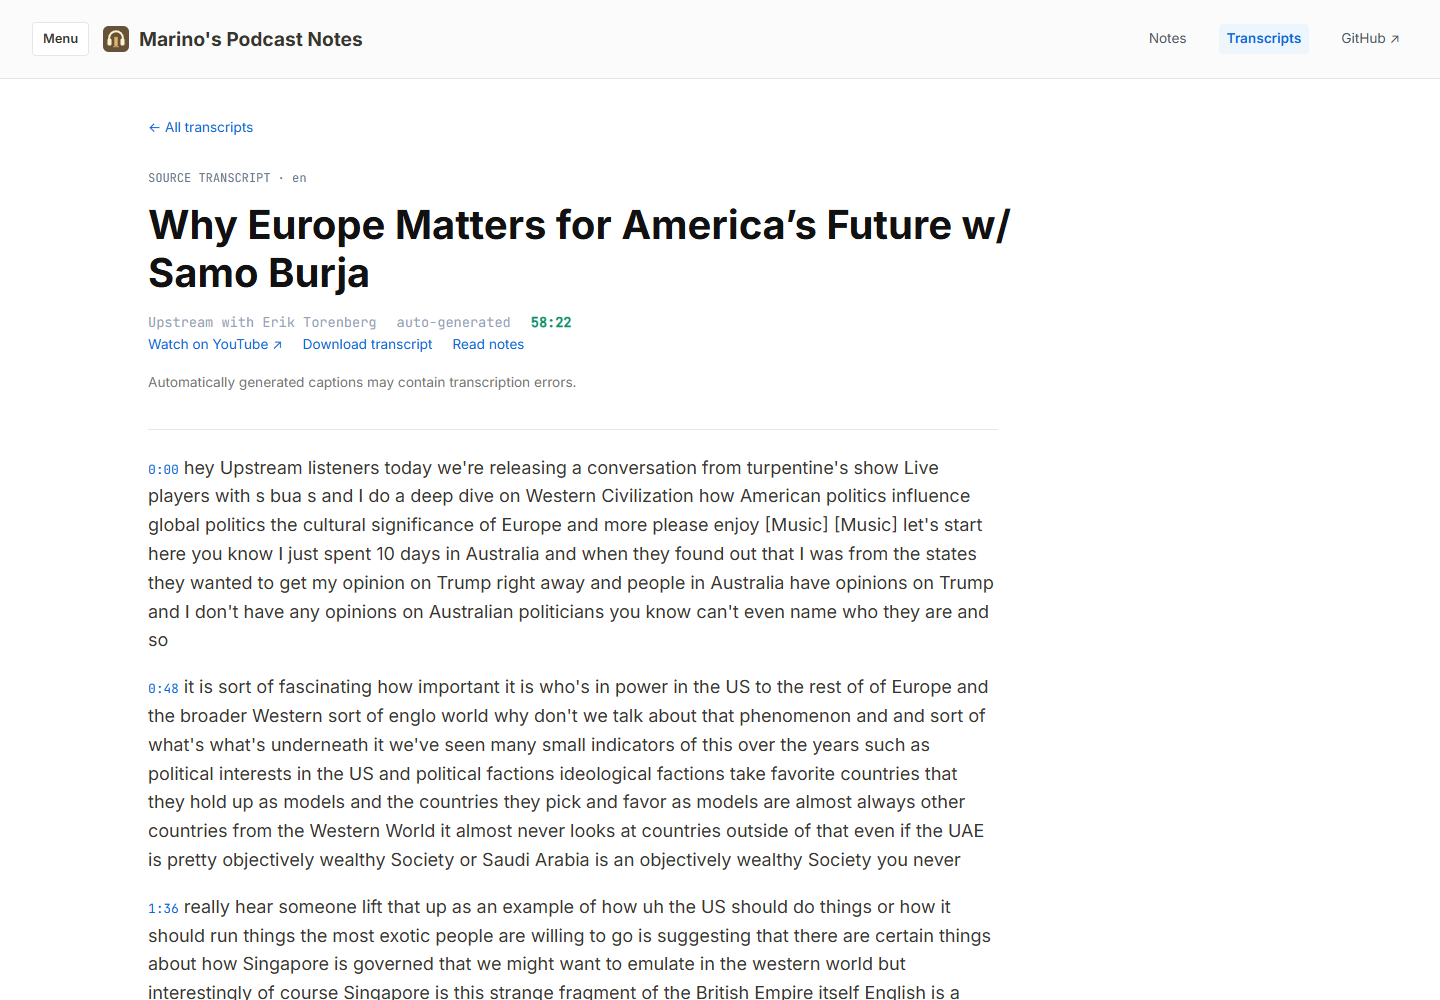 Menu
Marino's Podcast Notes
Notes
Transcripts
GitHub ↗
← All transcripts
SOURCE TRANSCRIPT · en
Why Europe Matters for America’s Future w/
Samo Burja
Upstream with Erik Torenberg auto-generated 58:22
Watch on YouTube ↗ Download transcript Read notes
Automatically generated captions may contain transcription errors.
0:00 hey Upstream listeners today we're releasing a conversation from turpentine's show Live
players with s bua s and I do a deep dive on Western Civilization how American politics influence
global politics the cultural significance of Europe and more please enjoy [Music] [Music] let's start
here you know I just spent 10 days in Australia and when they found out that I was from the states
they wanted to get my opinion on Trump right away and people in Australia have opinions on Trump
and I don't have any opinions on Australian politicians you know can't even name who they are and
so
0:48 it is sort of fascinating how important it is who's in power in the US to the rest of of Europe and
the broader Western sort of englo world why don't we talk about that phenomenon and and sort of
what's what's underneath it we've seen many small indicators of this over the years such as
political interests in the US and political factions ideological factions take favorite countries that
they hold up as models and the countries they pick and favor as models are almost always other
countries from the Western World it almost never looks at countries outside of that even if the UAE
is pretty objectively wealthy Society or Saudi Arabia is an objectively wealthy Society you never
1:36 really hear someone lift that up as an example of how uh the US should do things or how it
should run things the most exotic people are willing to go is suggesting that there are certain things
about how Singapore is governed that we might want to emulate in the western world but
interestingly of course Singapore is this strange fragment of the British Empire itself English is a